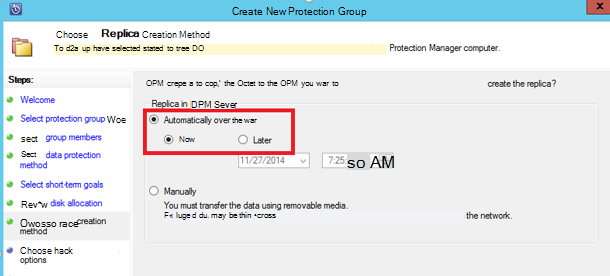 Create New Protection Group
Choose Replica Creation Method
To d2a up have selected stated to tree DO Protection Manager computer.
Steps:
Welcome
Select protection group Woe
sect group members
Sect data protection
method
Select short-term goals
Rev*w disk allocation
Owosso race creation
method
Choose hack
options
OPM crepe a to cop,' the Octet to the OPM you war to create the replica?
Replica in DPM Sever
Automatically over the war
Now Later
11/27/2014 7:25: so AM
Manually
You must transfer the data using removable media.
F« luge d du. may be thin •cross the network.